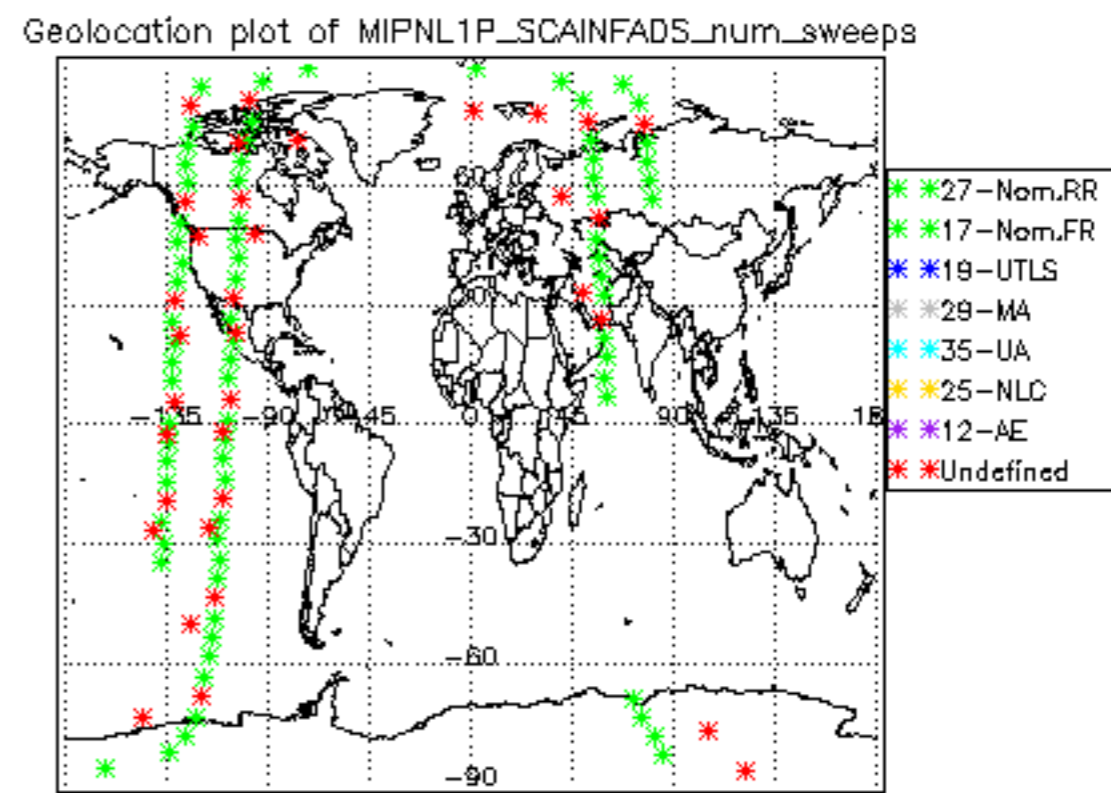 Geolocation plot of MIPNL1P_SCAINFADS_num_sweeps
60
27-Nom.RR
17-Nom.FR
19-UTLS
29-MA
35-UA
25-NLC
12-AE
Undefined
-135 -90 45 0 45 90 135 18
-30
-60
-90